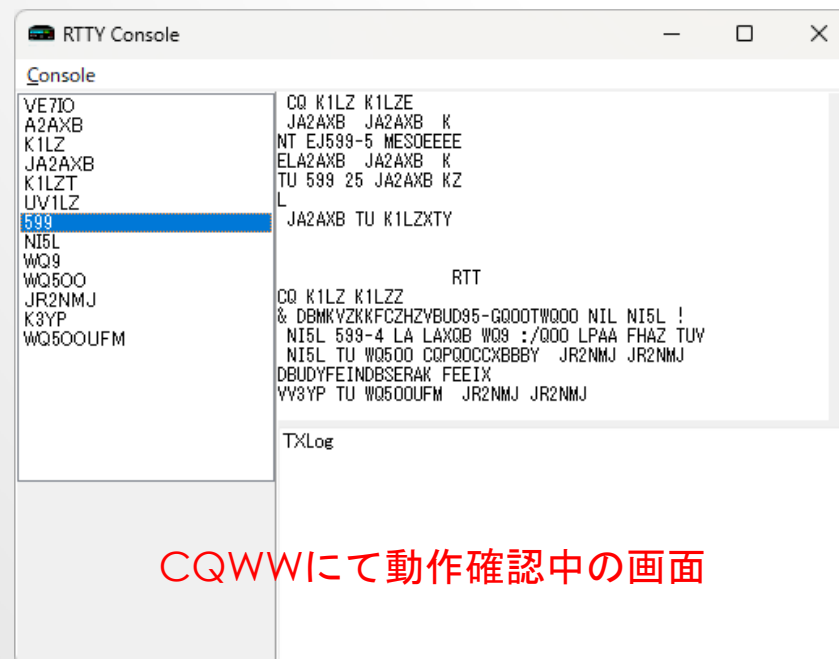 RTTY Console
Console
VE7IO
A2AXB
K1LZ
JA2AXB
K1LZT
UV1LZ
599
NI5L
WQ9
WQ5OO
JR2NMJ
K3YP
WQ5OOUFM
CQ K1LZ K1LZE
JA2AXB JA2AXB K
NT EJ599-5 MESOEEEE
ELA2AXB JA2AXB K
TU 599 25 JA2AXB KZ
L
JA2AXB TU K1LZXTY
RTT
CQ K1LZ K1LZZ
& DBMKVZKKFCZHZVBUD95-GQOOTWQOO NIL NI5L !
NI5L 599-4 LA LAXQB WQ9 :/QOO LPAA FHAZ TUV
NI5L TU WQ5OO CQPQOCCXBBBY JR2NMJ JR2NMJ
DBUDYFEINDBSERAK FEEIX
VV3YP TU WQ5OOUFM JR2NMJ JR2NMJ
TXLog
CQWWにて動作確認中の画面